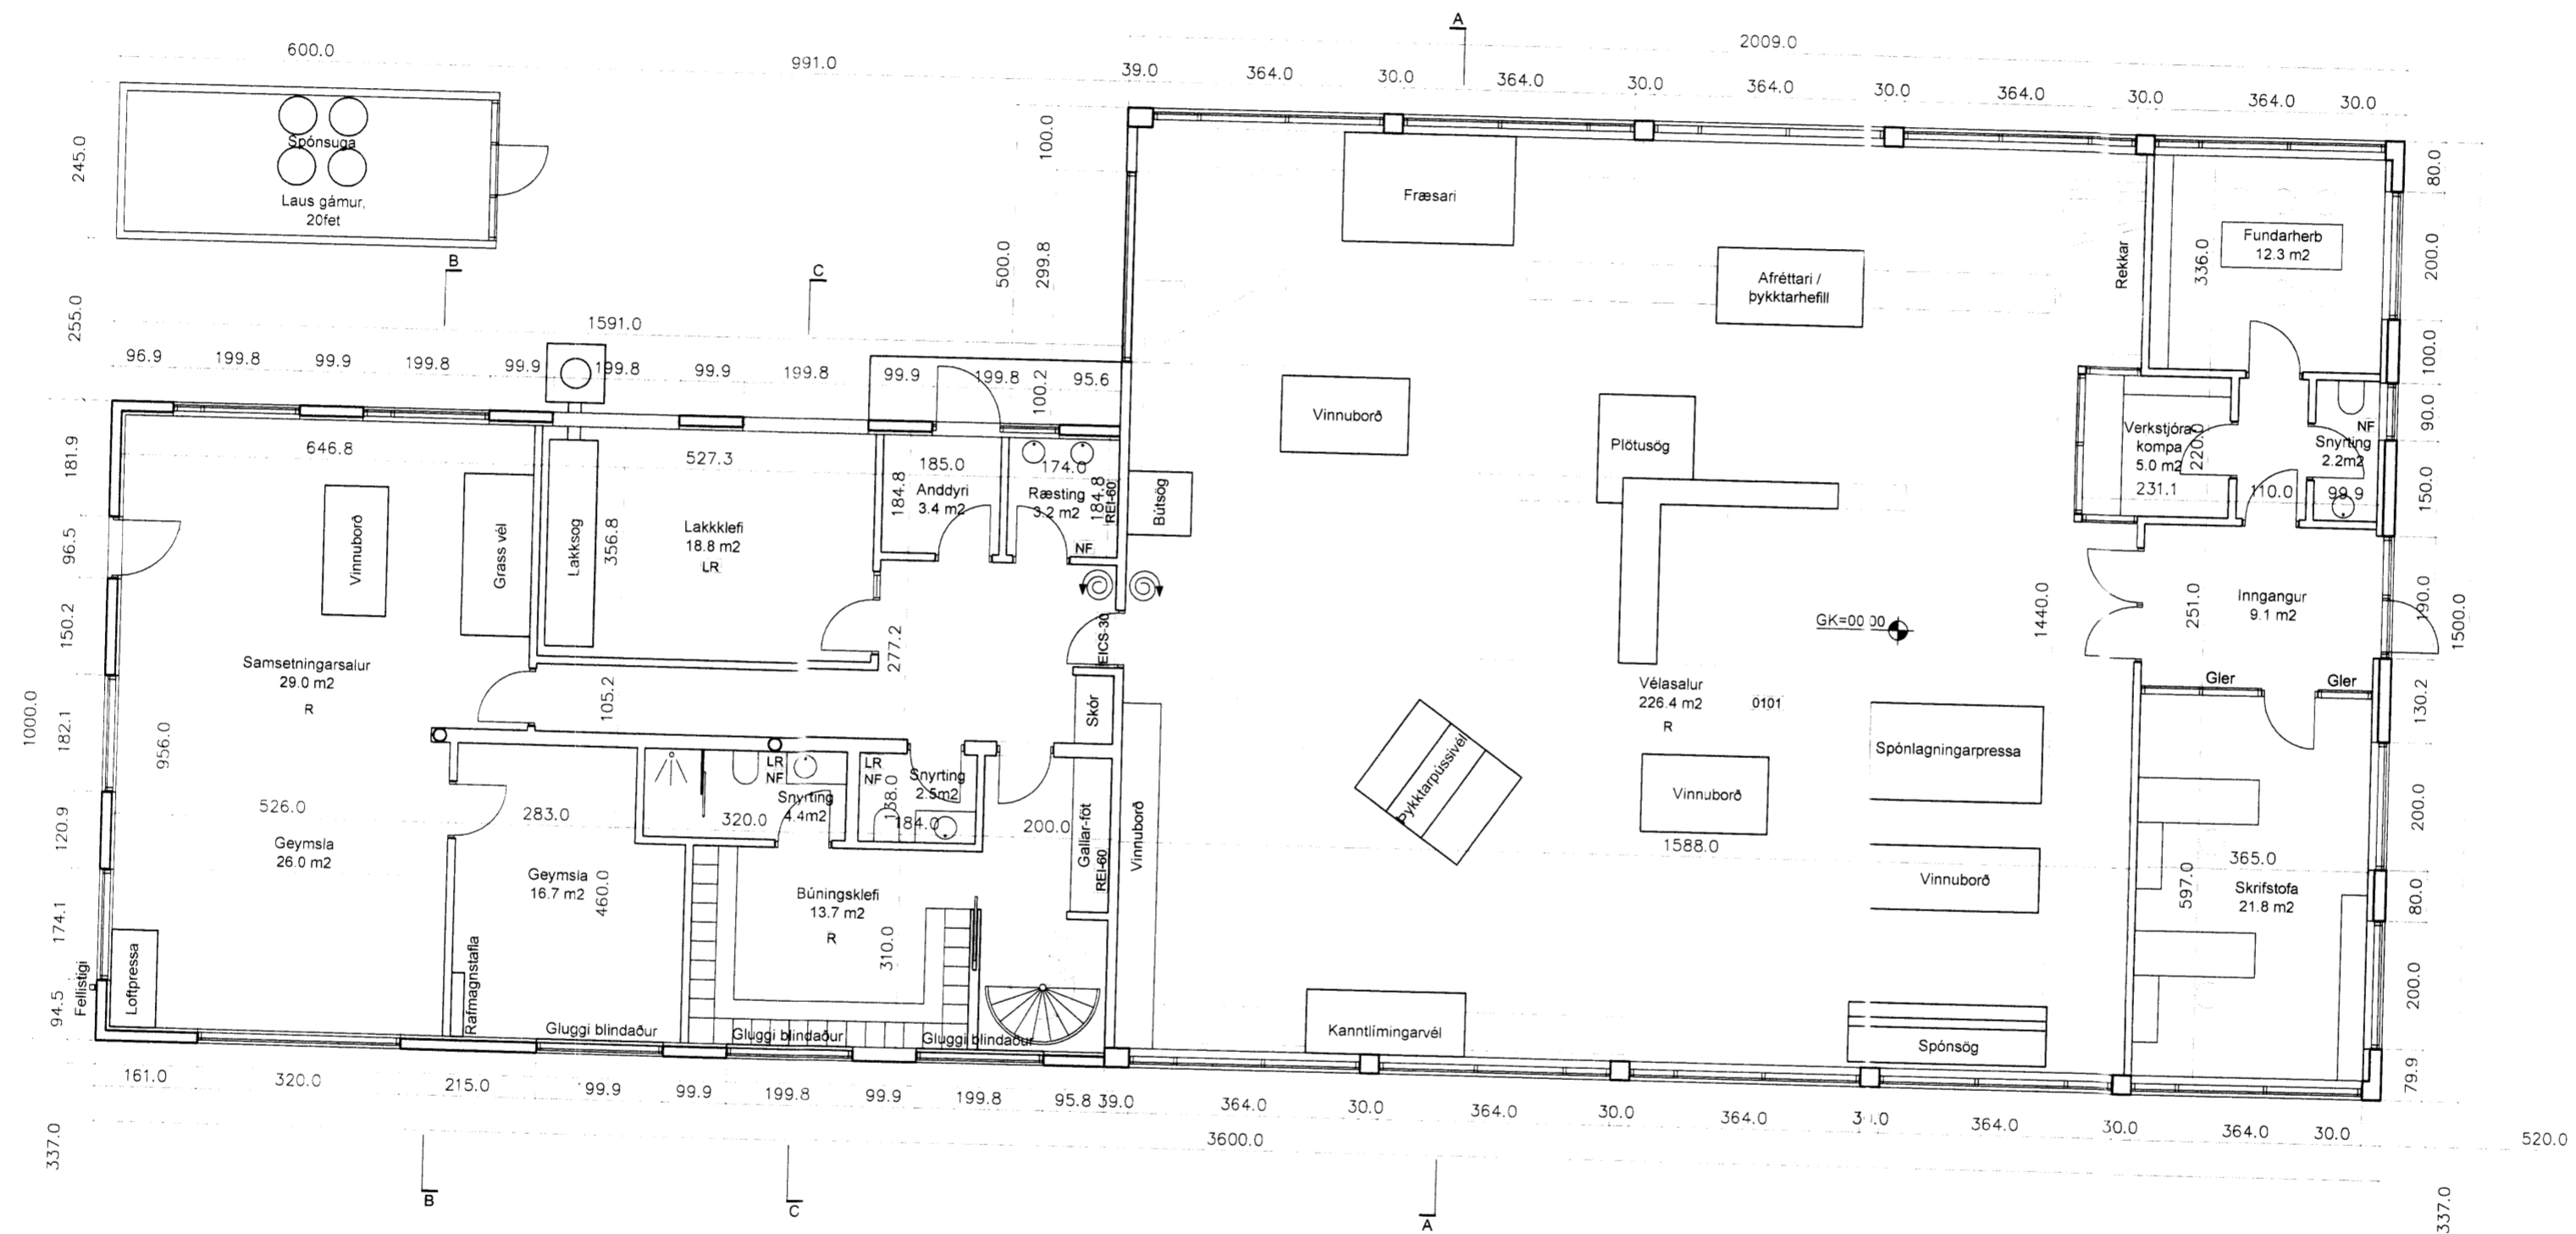 A
600.0
991.0
2009.0
39.0
364.0
30.0
364.0
30.0
364.0
30.0
364.0
30.0
364.0
30.0
245.0
Spónsuga
Laus gámur,
20fet
100.0
500.0
299.8
80.0
200.0
100.0
90.0
150.0
190.0
1500.0
130.2
200.0
80.0
200.0
79.9
B
C
255.0
1591.0
96.9
199.8
99.9
199.8
99.9
199.8
99.9
199.8
99.9
199.8
95.6
100.2
181.9
96.5
150.2
1000.0
182.1
120.9
174.1
94.5
Fellistigi
646.8
Vinnuborð
Grass vél
Samsetningarsalur
29.0 m2
R
956.0
526.0
Geymsla
26.0 m2
Loftpressa
Lakksog
356.8
527.3
Lakkklefi
18.8 m2
LR
185.0
184.8
Anddyri
3.4 m2
174.0
184.8
Ræsting
3.2 m2
REI-60
NF
277.2
105.2
EICS-30
Skór
283.0
Geymsla
16.7 m2
460.0
Rafmagnstafla
LR
NF
Snyrting
4.4m2
320.0
LR
NF
138.0
Snyrting
2.5m2
184.0
200.0
Gallar-föt
REI-60
Búningsklefi
13.7 m2
R
310.0
Gluggi blindaður
Gluggi blindaður
Gluggi blindaður
Fræsari
Afréttari /
þykktarhefill
Rekkar
Vinnuborð
Plötusög
Bútsög
GK=00 00
1440.0
Vélasalur
226.4 m2
R
0101
Þykktarpússivél
Vinnuborð
1588.0
Vinnuborð
Spónlagningarpressa
Vinnuborð
Kanntlímingarvél
Spónsög
Fundarherb
12.3 m2
336.0
Verkstjóra-
kompa
5.0 m2
220.0
231.1
110.0
NF
Snyrting
2.2m2
99.9
Inngangur
9.1 m2
251.0
Gler
Gler
365.0
Skrifstofa
21.8 m2
597.0
161.0
320.0
215.0
99.9
199.8
99.9
199.8
95.8
39.0
364.0
30.0
364.0
30.0
364.0
364.0
30.0
364.0
30.0
3600.0
520.0
337.0
337.0
B
C
A